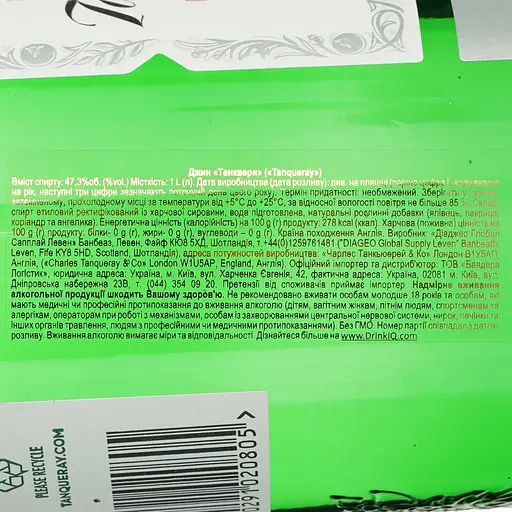 Джин «Тенквери» («Tanqueray»)
Вміст спирту: 47,3%об. (%vol.) Місткість: 1 L (л). Дата виробництва (дата розливу): див. на пляшці (перша цифра
на рік, наступні три цифри зазначають поточний день цього року). Термін придатності: необмежений. Зберігати у
затемненому, прохолодному місці за температури від +5°C до +25°C, за відносної вологості повітря не більше 85 %. Склад:
спирт етиловий ректифікований із харчової сировини, вода підготовлена, натуральні рослинні добавки (ялівець, лакриця,
коріандр та ангеліка). Енергетична цінність (калорійність) на 100 g (г) продукту: 278 kcal (ккал). Харчова (поживна) цінність на
100 g (г) продукту: білки- 0 g (г), жири- 0 g (г), вуглеводи – 0 g (г). Країна походження Англія. Виробник «Діаджео Глобал
Сапплай Левен» Банбеаз, Левен, Файф КЮ8 5ХД, Шотландія, т.+44(0)1259761481 ("DIAGEO Global Supply Leven" Banbeath,
Leven, Fife KY8 5HD, Scotland, Шотландія), адреса потужностей виробництва: «Чарлес Танкьюерей & Ко» Лондон В1У5АП,
Англія, («Charles Tanqueray & Co» London W1U5AP, England, Англія). Офіційний імпортер та дистриб'ютор: ТОВ «Баядера
Логістик», юридична адреса: Україна, м. Київ, вул. Харченка Євгенія, 42, фактична адреса: Україна, 02081 м. Київ, вул.
Дніпровська набережна 23В, т. (044) 354 09 20. Претензії від споживачів приймає імпортер. Надмірне вживання
алкогольної продукції шкодить Вашому здоров'ю. Не рекомендовано вживати особам молодше 18 років та особам, які
мають медичні чи професійні протипоказання до вживання алкоголю (дітям, вагітним жінкам, літнім людям, спортсменам та
алергікам, операторам при роботі з механізмами, особам із захворюваннями центральної нервової системи, нирок, печінки та
інших органів травлення, людям з професійними чи медичними протипоказаннями). Без ГМО. Номер партії співпадає з датою
розливу. Вживання алкоголю вимагає міри та відповідальності. Дізнайтеся більше на www.DrinkIQ.com
PLEASE RECYCLE
TANQUERAY.COM
291020805